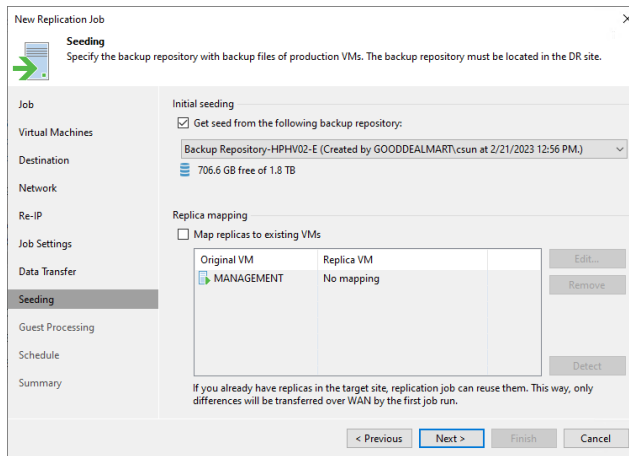 New Replication Job
Seeding
Specify the backup repository with backup files of production VMs. The backup repository must be located in the DR site.
Job
Virtual Machines
Destination
Network
Re-IP
Job Settings
Data Transfer
Seeding
Guest Processing
Schedule
Summary
Initial seeding
Get seed from the following backup repository:
Backup Repository-HPHV02-E (Created by GOODDEALMART\csun at 2/21/2023 12:56 PM.)
706.6 GB free of 1.8 TB
Replica mapping
Map replicas to existing VMs
Original VM Replica VM
MANAGEMENT No mapping
Edit...
Remove
Detect
If you already have replicas in the target site, replication job can reuse them. This way, only
differences will be transferred over WAN by the first job run.
< Previous Next > Finish Cancel